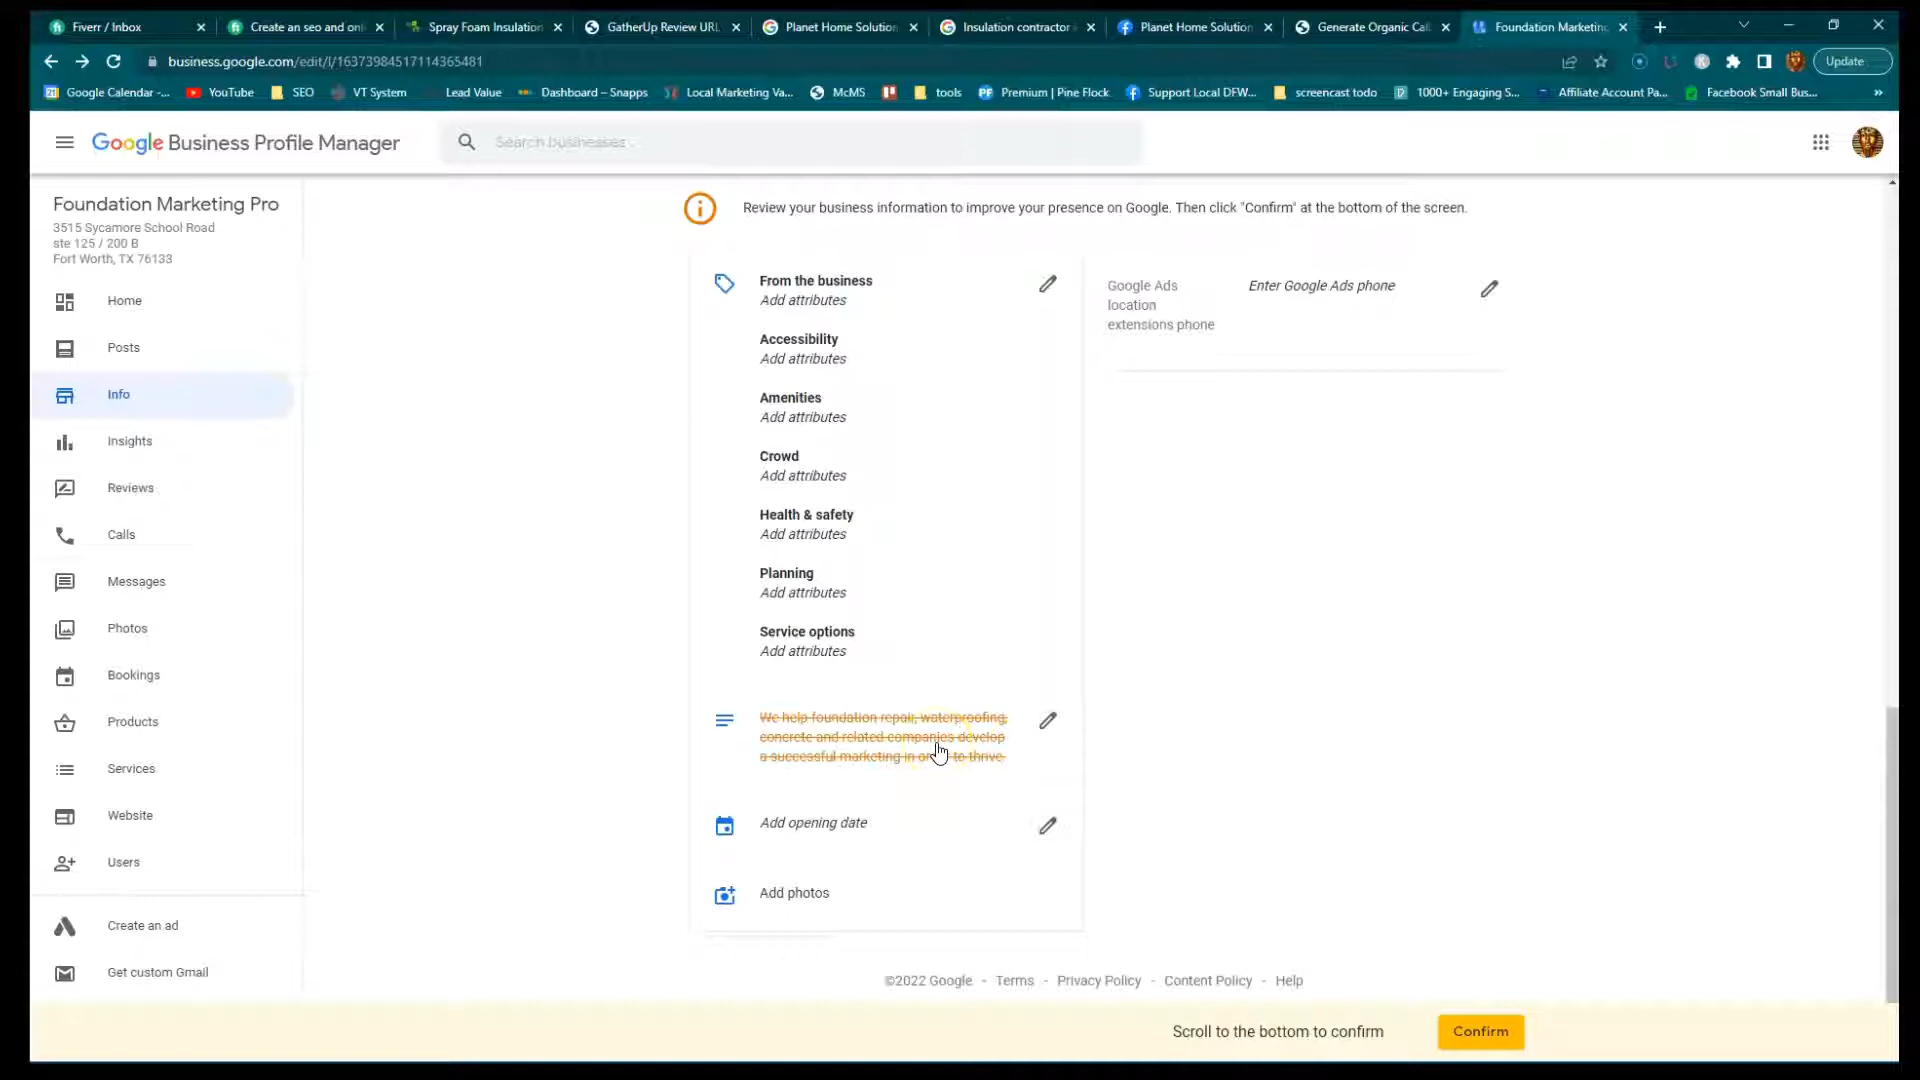 Fiverr / Inbox
Create an seo and onl
Spray Foam Insulation
GatherUp Review URL
Planet Home Solution
Insulation contractor
Planet Home Solution
Generate Organic Call
Foundation Marketing
business.google.com/edit/l/16373984517114365481
Update
Google Calendar -...
YouTube
SEO
VT System
Lead Value
Dashboard – Snapps
Local Marketing Va...
McMS
tools
Premium | Pine Flock
Support Local DFW...
screencast todo
1000+ Engaging S...
Affiliate Account Pa...
Facebook Small Bus...
Google Business Profile Manager
Search businesses
Foundation Marketing Pro
3515 Sycamore School Road
ste 125 / 200 B
Fort Worth, TX 76133
Home
Posts
Info
Insights
Reviews
Calls
Messages
Photos
Bookings
Products
Services
Website
Users
Create an ad
Get custom Gmail
Review your business information to improve your presence on Google. Then click "Confirm" at the bottom of the screen.
From the business
Add attributes
Accessibility
Add attributes
Amenities
Add attributes
Crowd
Add attributes
Health & safety
Add attributes
Planning
Add attributes
Service options
Add attributes
We help foundation repair, waterproofing,
concrete and related companies develop
a successful marketing in to thrive.
Add opening date
Add photos
Google Ads
location
extensions phone
Enter Google Ads phone
©2022 Google - Terms - Privacy Policy - Content Policy - Help
Scroll to the bottom to confirm
Confirm